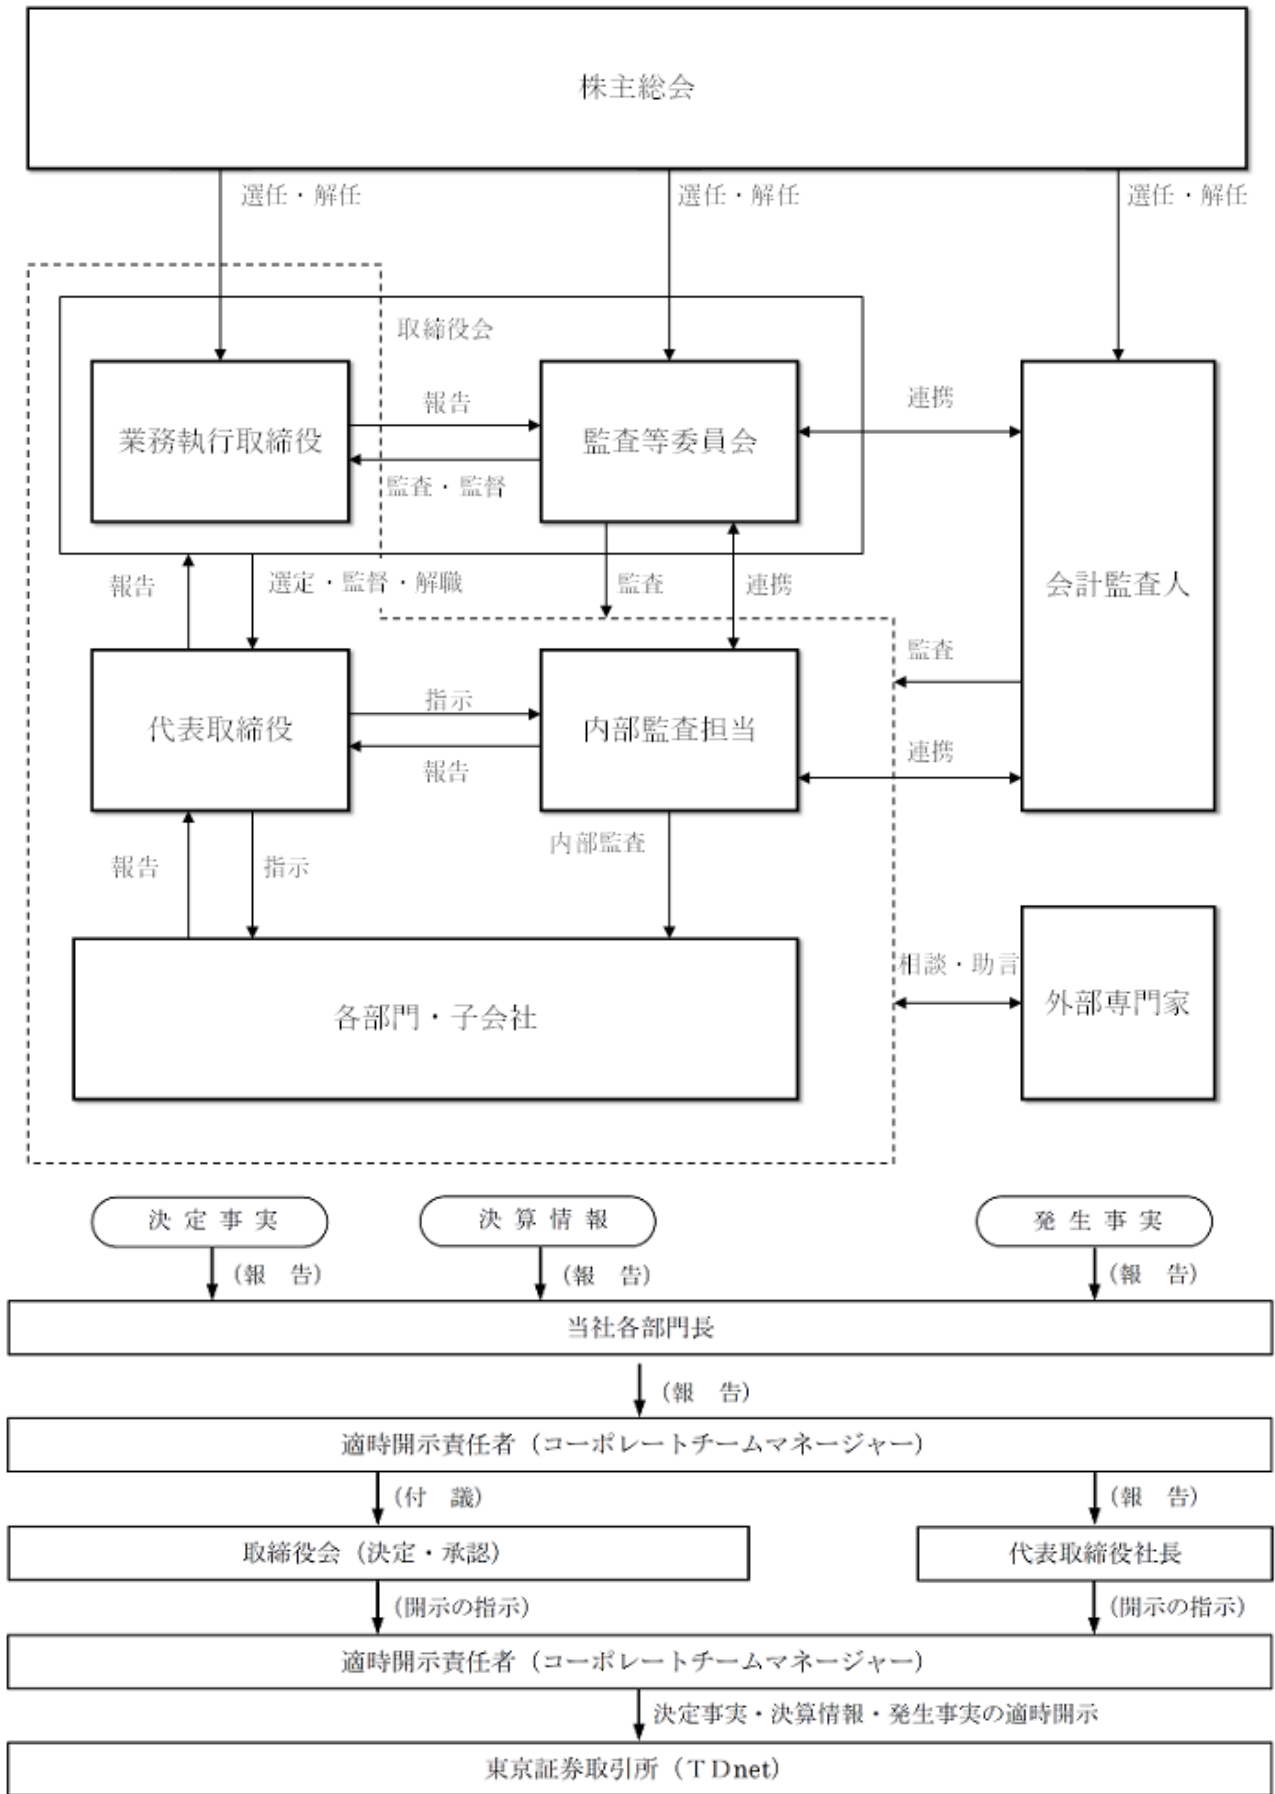 株主総会
選任・解任
選任・解任
選任・解任
取締役会
業務執行取締役
報告
監査・監督
監査等委員会
連携
会計監査人
報告
選定・監督・解職
監査
連携
監査
代表取締役
指示
報告
内部監査担当
連携
報告
指示
内部監査
各部門・子会社
相談・助言
外部専門家
決定事実
決算情報
発生事実
(報 告)
(報 告)
(報 告)
当社各部門長
(報 告)
適時開示責任者（コーポレートチームマネージャー）
(付 議)
(報 告)
取締役会（決定・承認）
代表取締役社長
(開示の指示)
(開示の指示)
適時開示責任者（コーポレートチームマネージャー）
決定事実・決算情報・発生事実の適時開示
東京証券取引所（ＴＤnet）